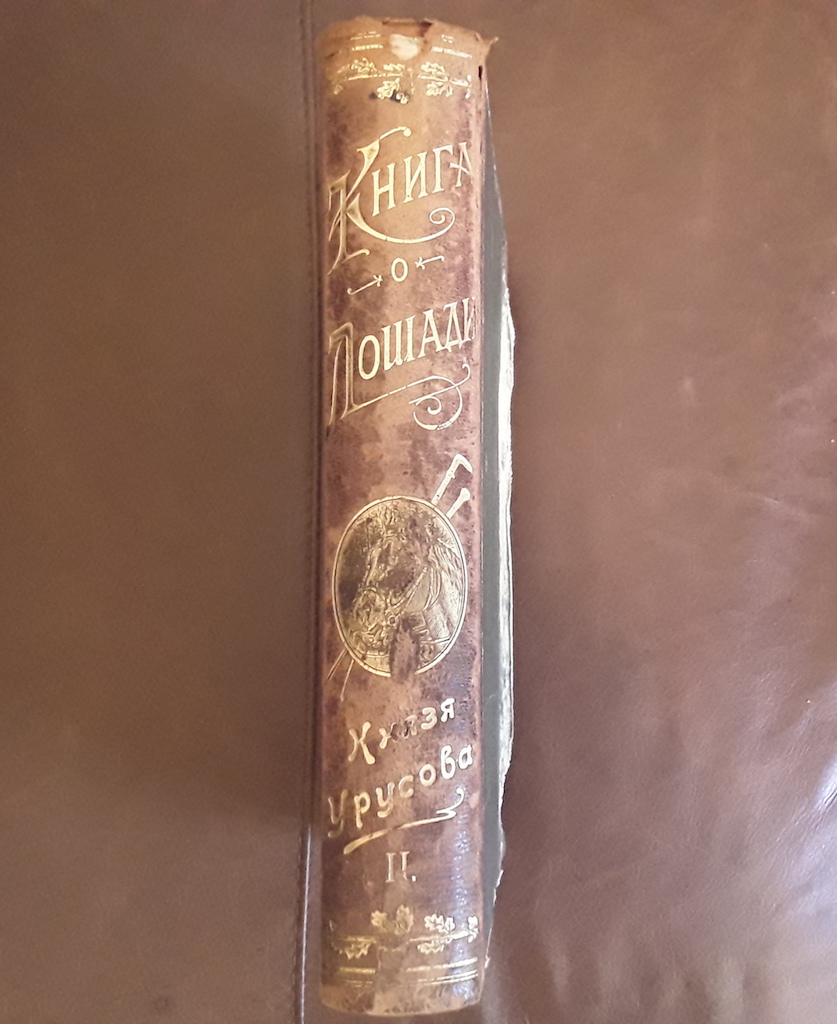 Книга
о
Лошади
Князя
Урусова
II.